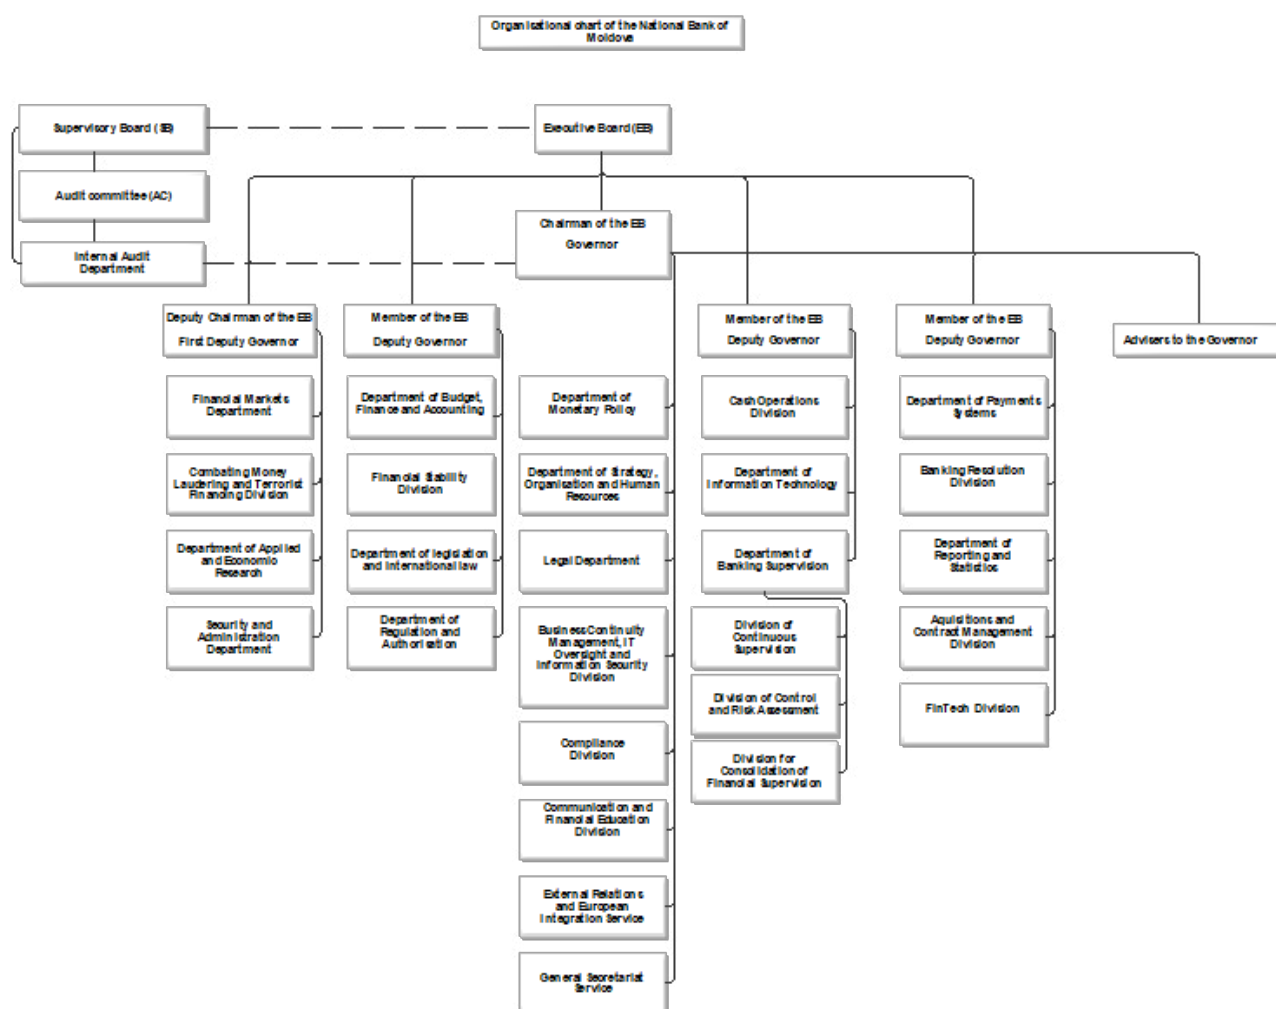 Organisational chart of the National Bank of
Moldova
Supervisory Board (SB)
Executive Board (EB)
Audit committee (AC)
Chairman of the EB
Governor
Internal Audit
Department
Deputy Chairman of the EB
First Deputy Governor
Member of the EB
Deputy Governor
Member of the EB
Deputy Governor
Member of the EB
Deputy Governor
Advisers to the Governor
Financial Markets
Department
Combating Money
Laudering and Terrorist
Financing Division
Department of Applied
and Economic
Research
Security and
Administration
Department
Department of Budget,
Finance and Accounting
Financial Stability
Division
Department of legislation
and International law
Department of
Regulation and
Authorisation
Department of
Monetary Policy
Department of Strategy,
Organisation and Human
Resources
Legal Department
Business Continuity
Management, IT
Oversight and
Information Security
Division
Compliance
Division
Communication and
Financial Education
Division
External Relations
and European
Integration Service
General Secretariat
Service
Cash Operations
Division
Department of
Information Technology
Department of
Banking Supervision
Division of
Continuous
Supervision
Division of Control
and Risk Assessment
Division for
Consolidation of
Financial Supervision
Department of Payments
Systems
Banking Resolution
Division
Department of
Reporting and
Statistics
Aquisitions and
Contract Management
Division
FinTech Division